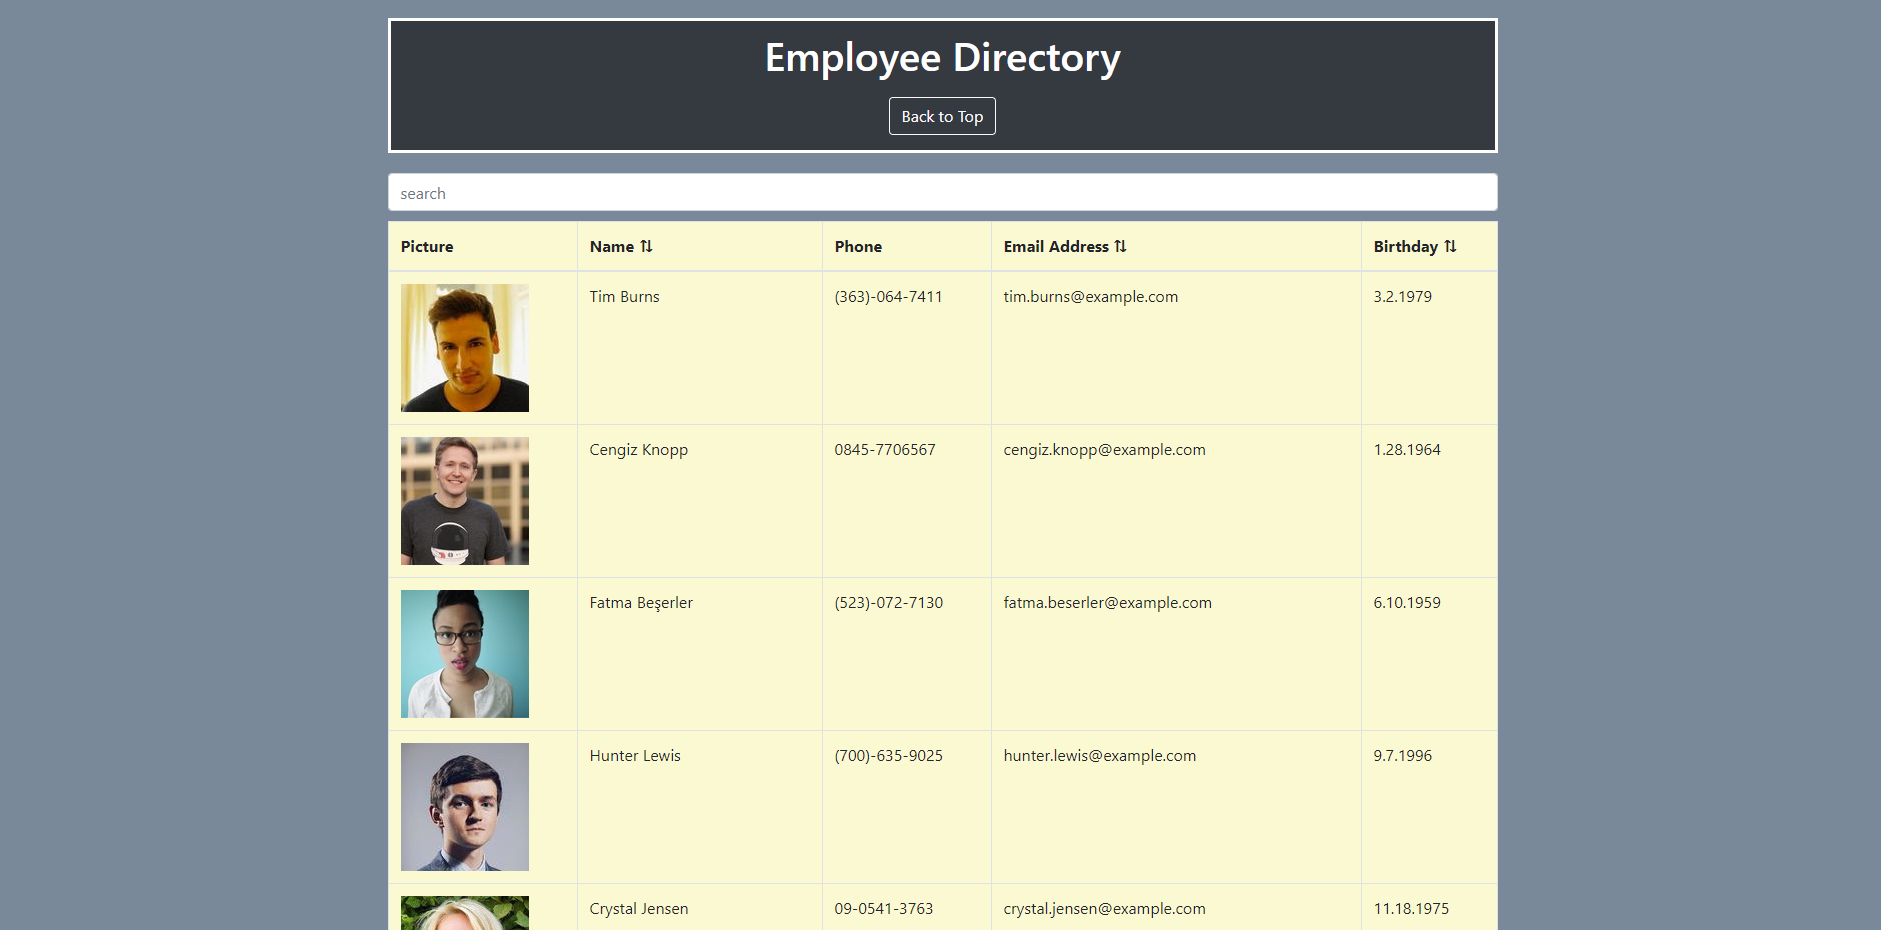 Employee Directory
Back to Top
search
Picture Name ⇅ Phone Email Address ⇅ Birthday ⇅
Tim Burns (363)-064-7411 tim.burns@example.com 3.2.1979
Cengiz Knopp 0845-7706567 cengiz.knopp@example.com 1.28.1964
Fatma Beşerler (523)-072-7130 fatma.beserler@example.com 6.10.1959
Hunter Lewis (700)-635-9025 hunter.lewis@example.com 9.7.1996
Crystal Jensen 09-0541-3763 crystal.jensen@example.com 11.18.1975